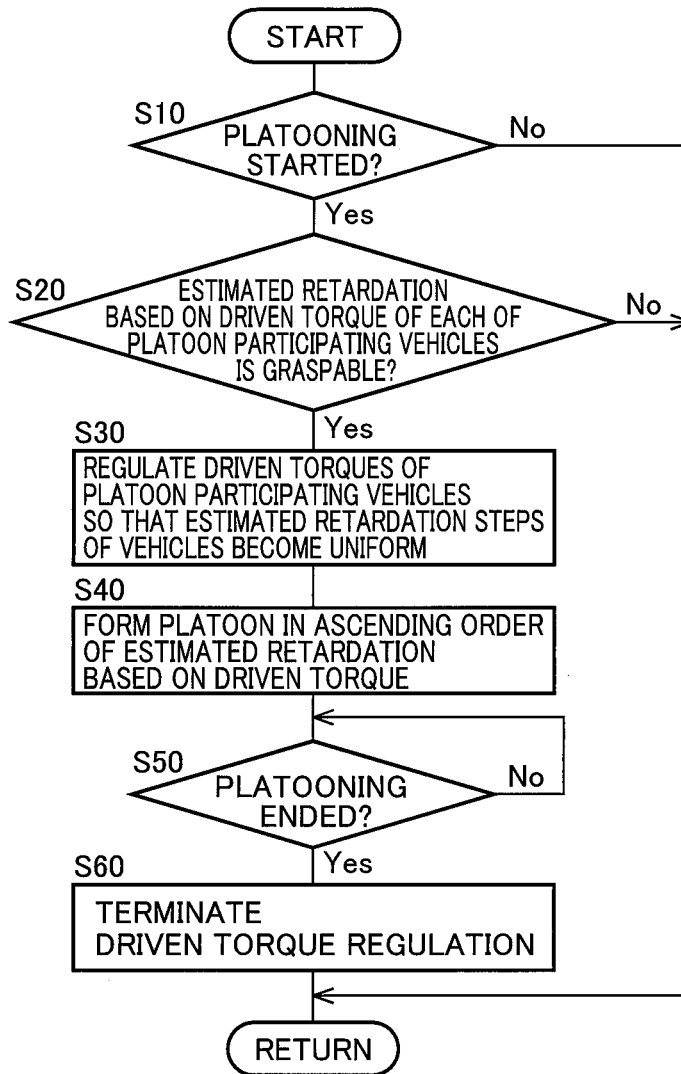 START
S10
PLATOONING
STARTED?
No
Yes
S20
ESTIMATED RETARDATION
BASED ON DRIVEN TORQUE OF EACH OF
PLATOON PARTICIPATING VEHICLES
IS GRASPABLE?
No
Yes
S30
REGULATE DRIVEN TORQUES OF
PLATOON PARTICIPATING VEHICLES
SO THAT ESTIMATED RETARDATION STEPS
OF VEHICLES BECOME UNIFORM
S40
FORM PLATOON IN ASCENDING ORDER
OF ESTIMATED RETARDATION
BASED ON DRIVEN TORQUE
S50
PLATOONING
ENDED?
No
Yes
S60
TERMINATE
DRIVEN TORQUE REGULATION
RETURN